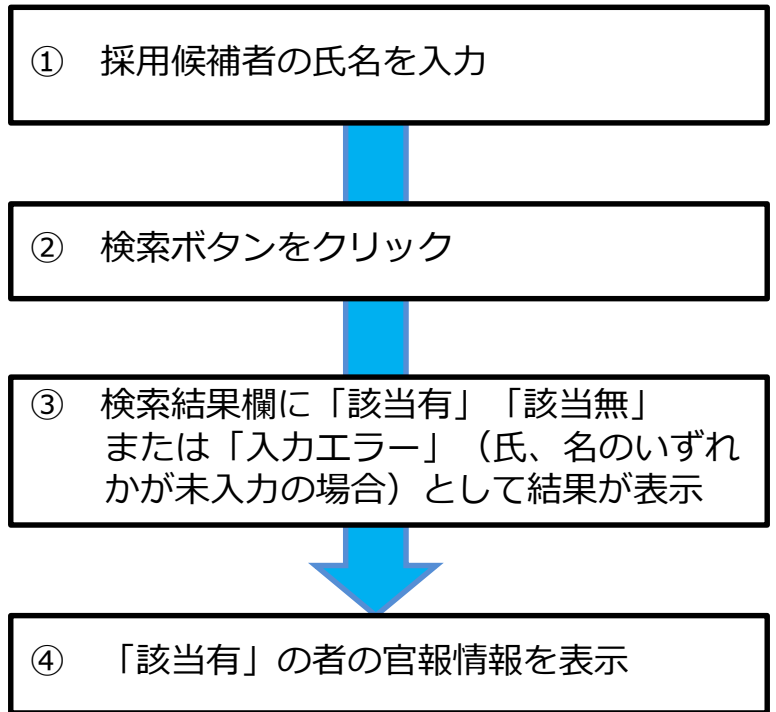 ① 採用候補者の氏名を入力
② 検索ボタンをクリック
③ 検索結果欄に「該当有」「該当無」
または「入力エラー」（氏、名のいずれ
かが未入力の場合）として結果が表示
④ 「該当有」の者の官報情報を表示